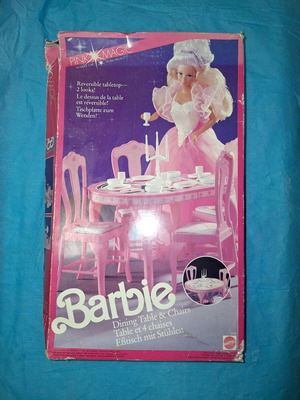 PINK MAGIC
Reversible tabletop—
2 looks!
Le dessus de la table
est réversible!
Tischplatte zum
Wenden!
Barbie
Dining Table & Chairs
Table et 4 chaises
Eßtisch mit Stühlen
MATTEL